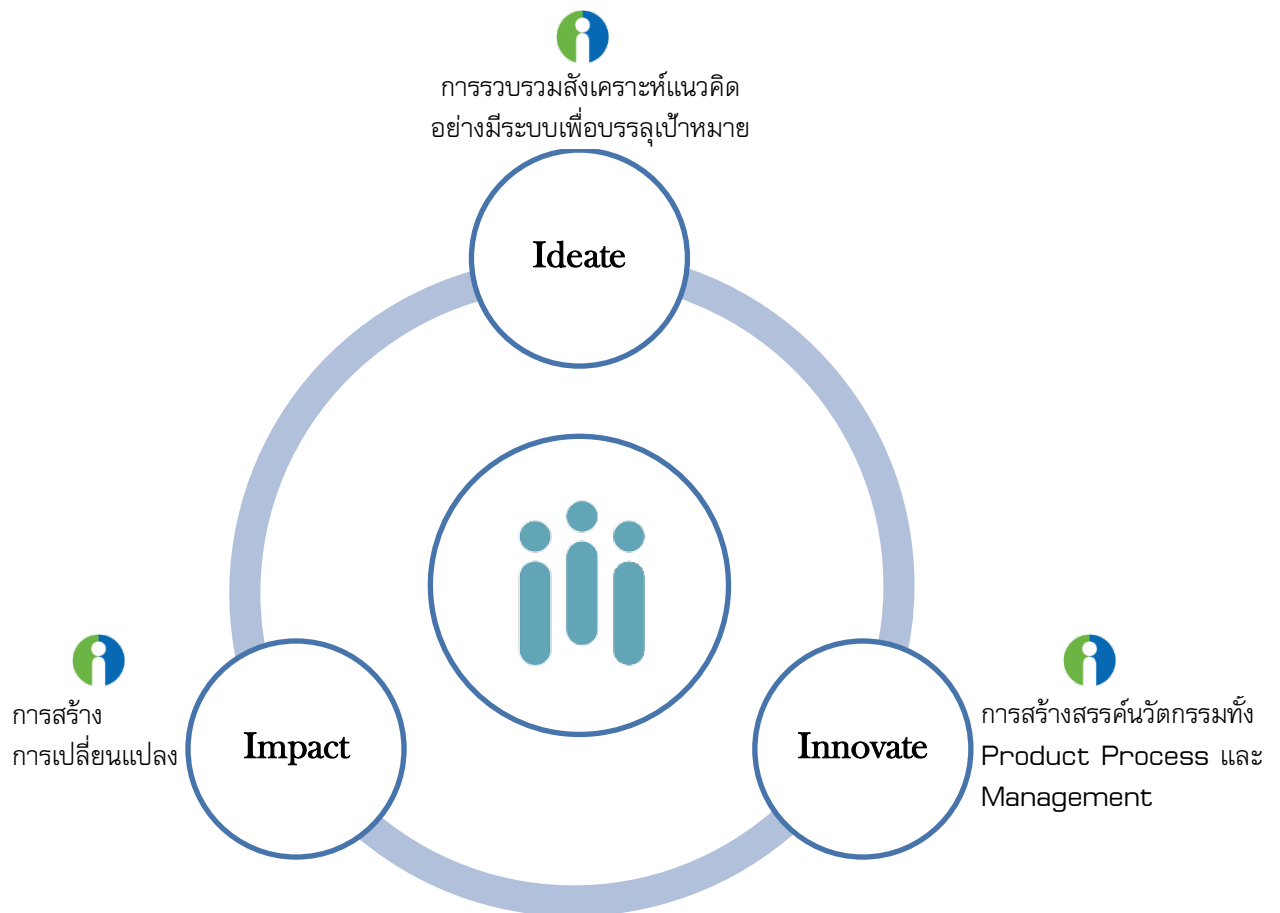 การรวบรวมสังเคราะห์แนวคิด
อย่างมีระบบเพื่อบรรลุเป้าหมาย
Ideate
การสร้าง
การเปลี่ยนแปลง
Impact
Innovate
การสร้างสรรค์นวัตกรรมทั้ง
Product Process และ
Management